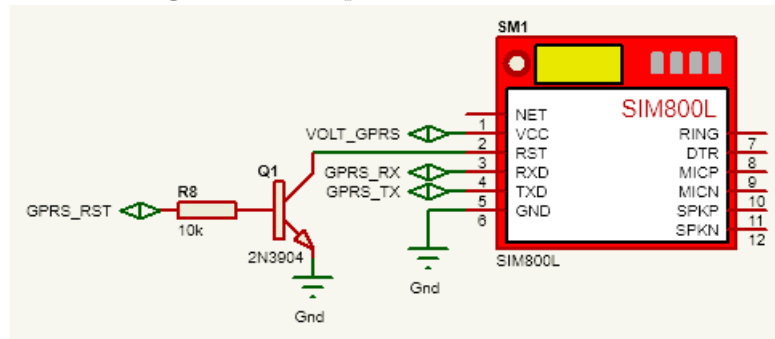 SM1
SIM800L
NET
1
VOLT_GPRS
VCC
RING
2
7
RST
DTR
Q1
GPRS_RX
3
RXD
MICP
8
R8
GPRS_TX
4
TXD
MICN
9
GPRS_RST
5
GND
SPKP
10
10k
6
SPKN
11
12
2N3904
SIM800L
Gnd
Gnd